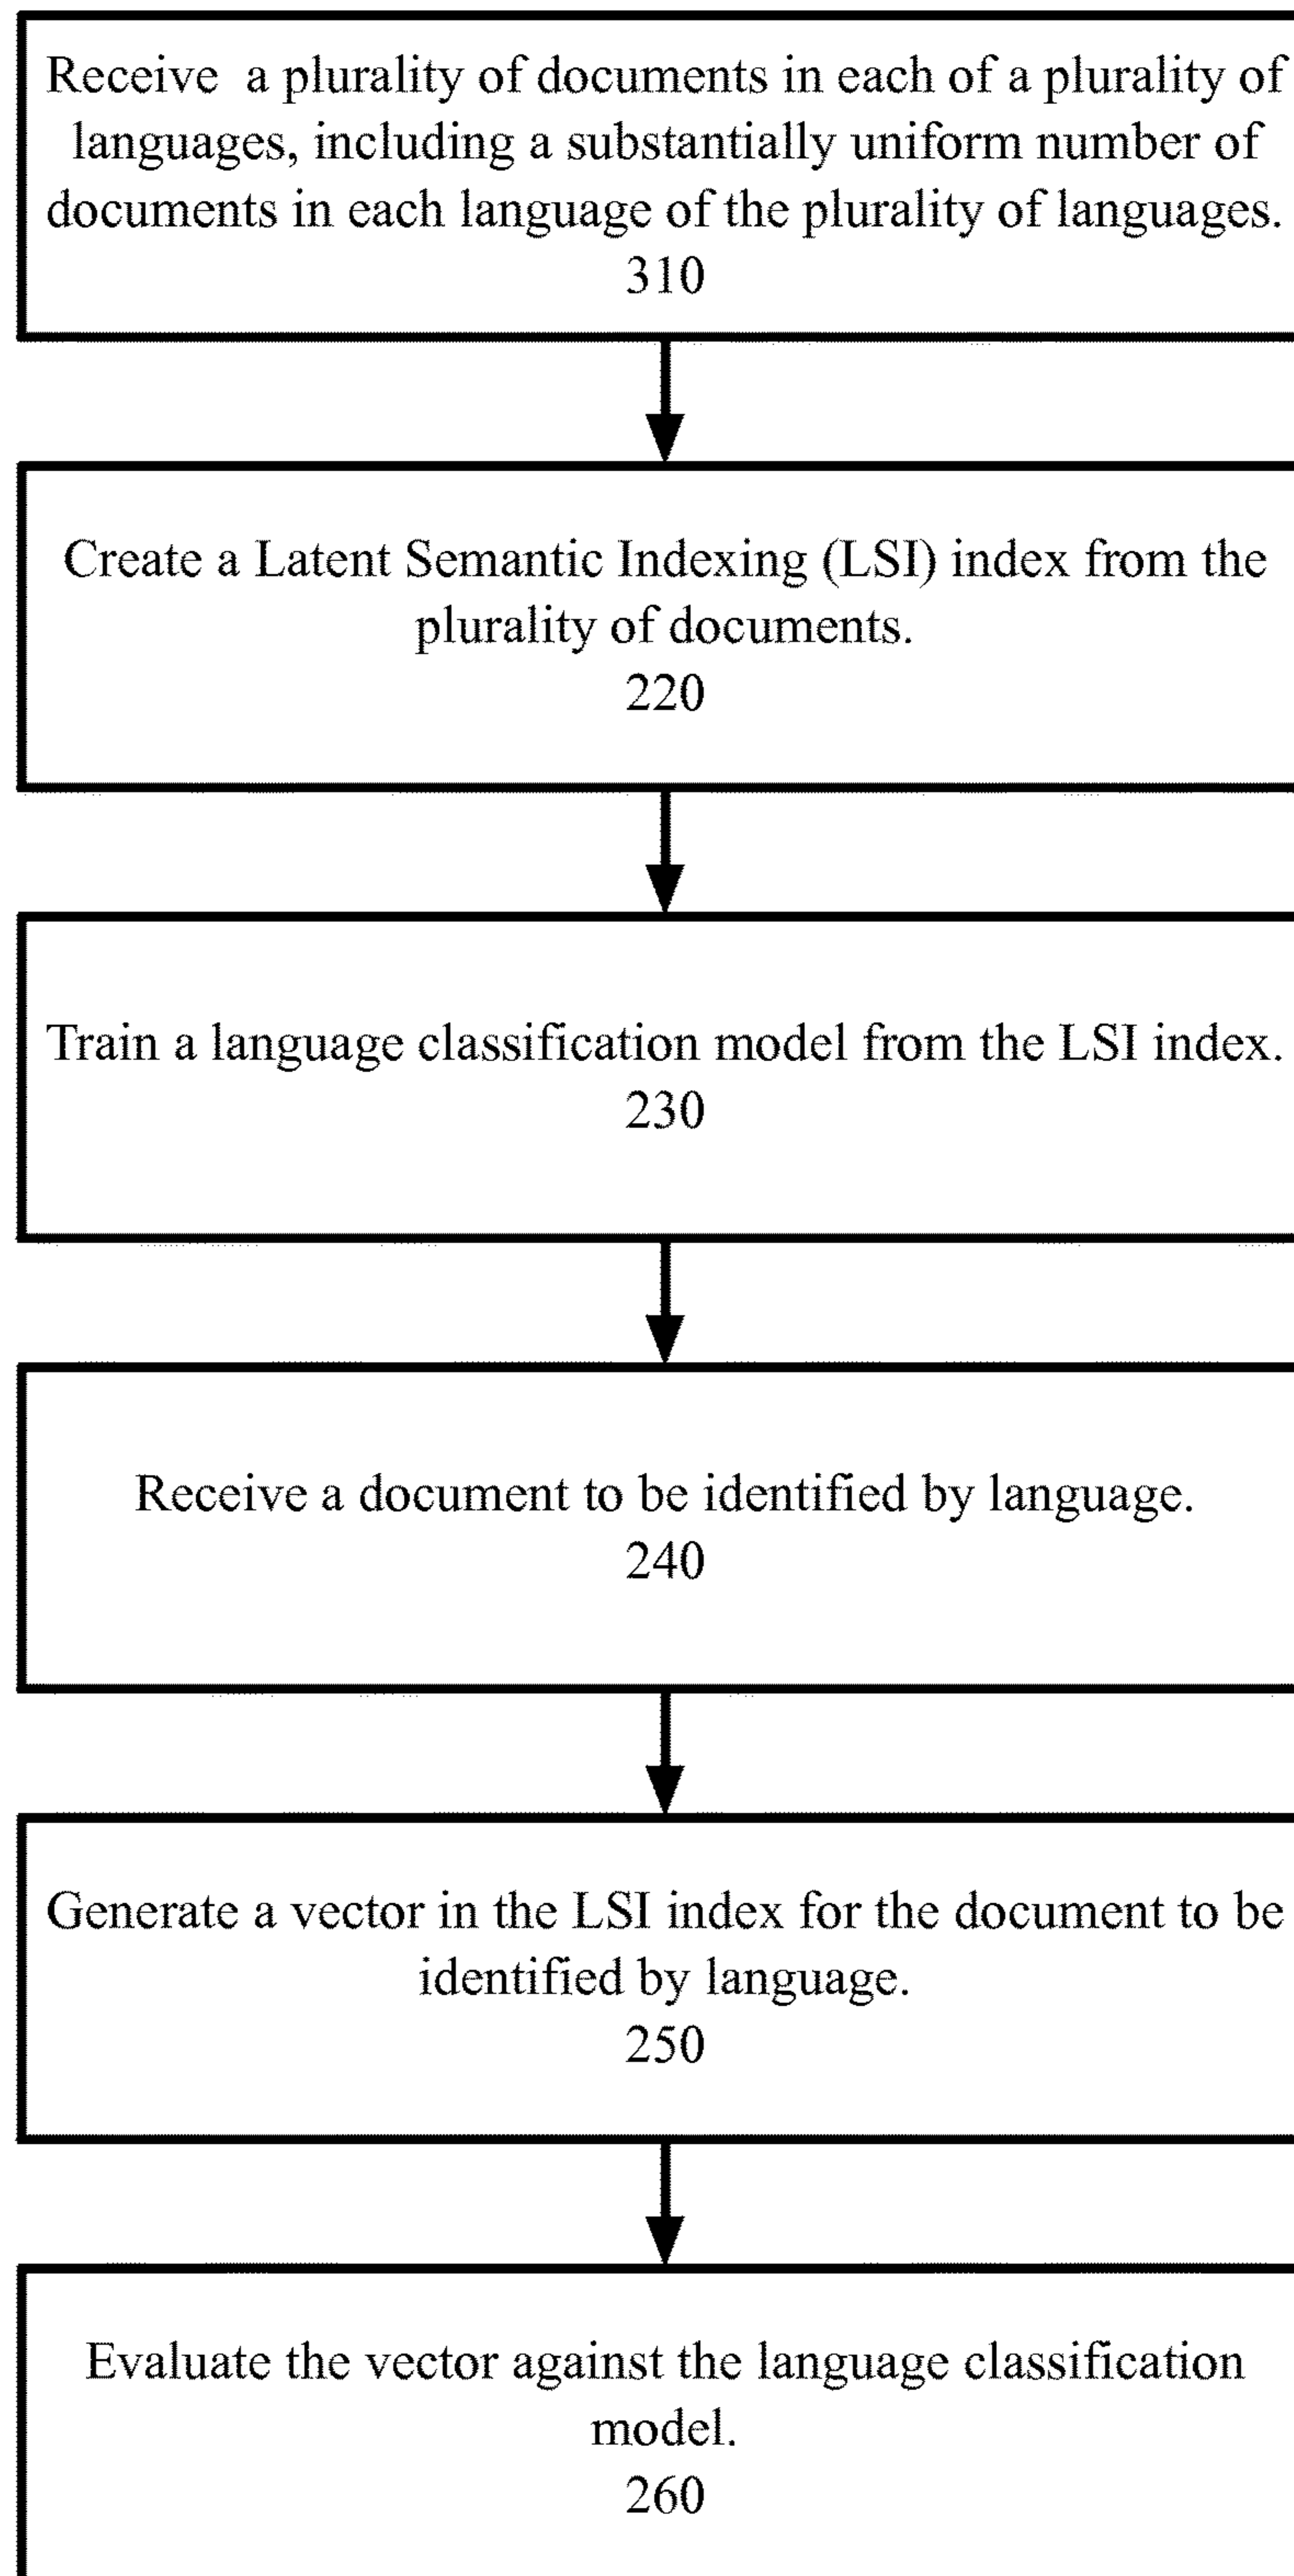 Receive a plurality of documents in each of a plurality of
languages, including a substantially uniform number of
documents in each language of the plurality of languages.
310
Create a Latent Semantic Indexing (LSI) index from the
plurality of documents.
220
Train a language classification model from the LSI index.
230
Receive a document to be identified by language.
240
Generate a vector in the LSI index for the document to be
identified by language.
250
Evaluate the vector against the language classification
model.
260